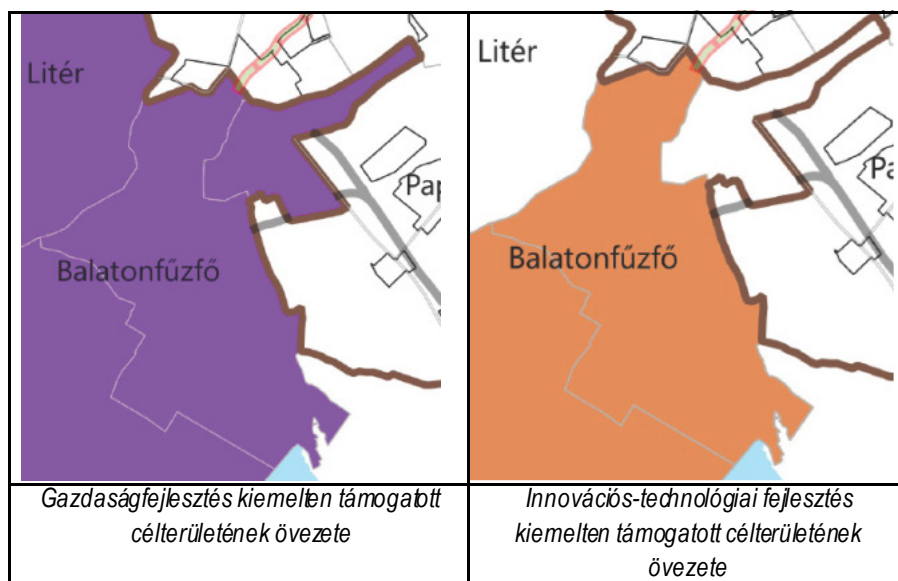 Litér
Pap
Balatonfűzfő
Litér
Pa
Balatonfűzfő
Gazdaságfejlesztés kiemelten támogatott
célterületének övezete
Innovációs-technológiai fejlesztés
kiemelten támogatott célterületének
övezete